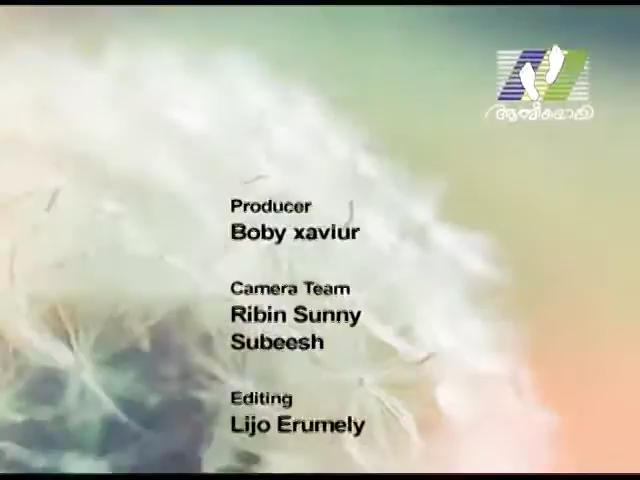 Producer
Boby xaviur
Camera Team
Ribin Sunny
Subeesh
Editing
Lijo Erumely